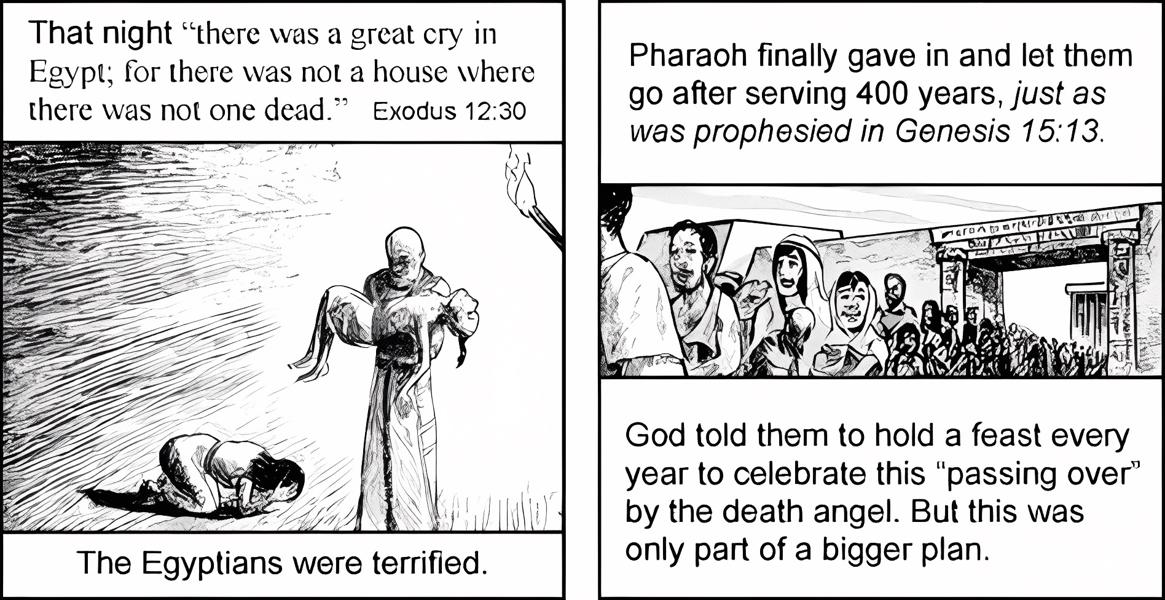 That night “there was a great cry in
Egypt; for there was not a house where
there was not one dead.” Exodus 12:30
The Egyptians were terrified.
Pharaoh finally gave in and let them
go after serving 400 years, just as
was prophesied in Genesis 15:13.
God told them to hold a feast every
year to celebrate this “passing over”
by the death angel. But this was
only part of a bigger plan.